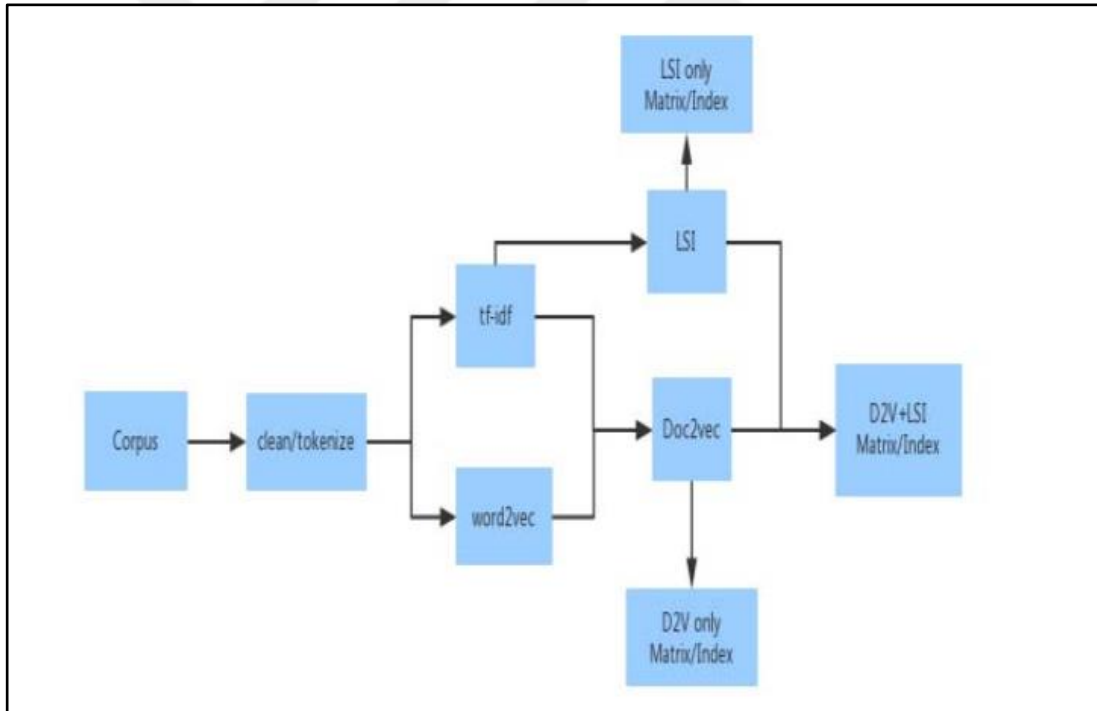 LSI only
Matrix/Index
LSI
tf-idf
Corpus
clean/tokenize
Doc2vec
D2V+LSI
Matrix/Index
word2vec
D2V only
Matrix/Index